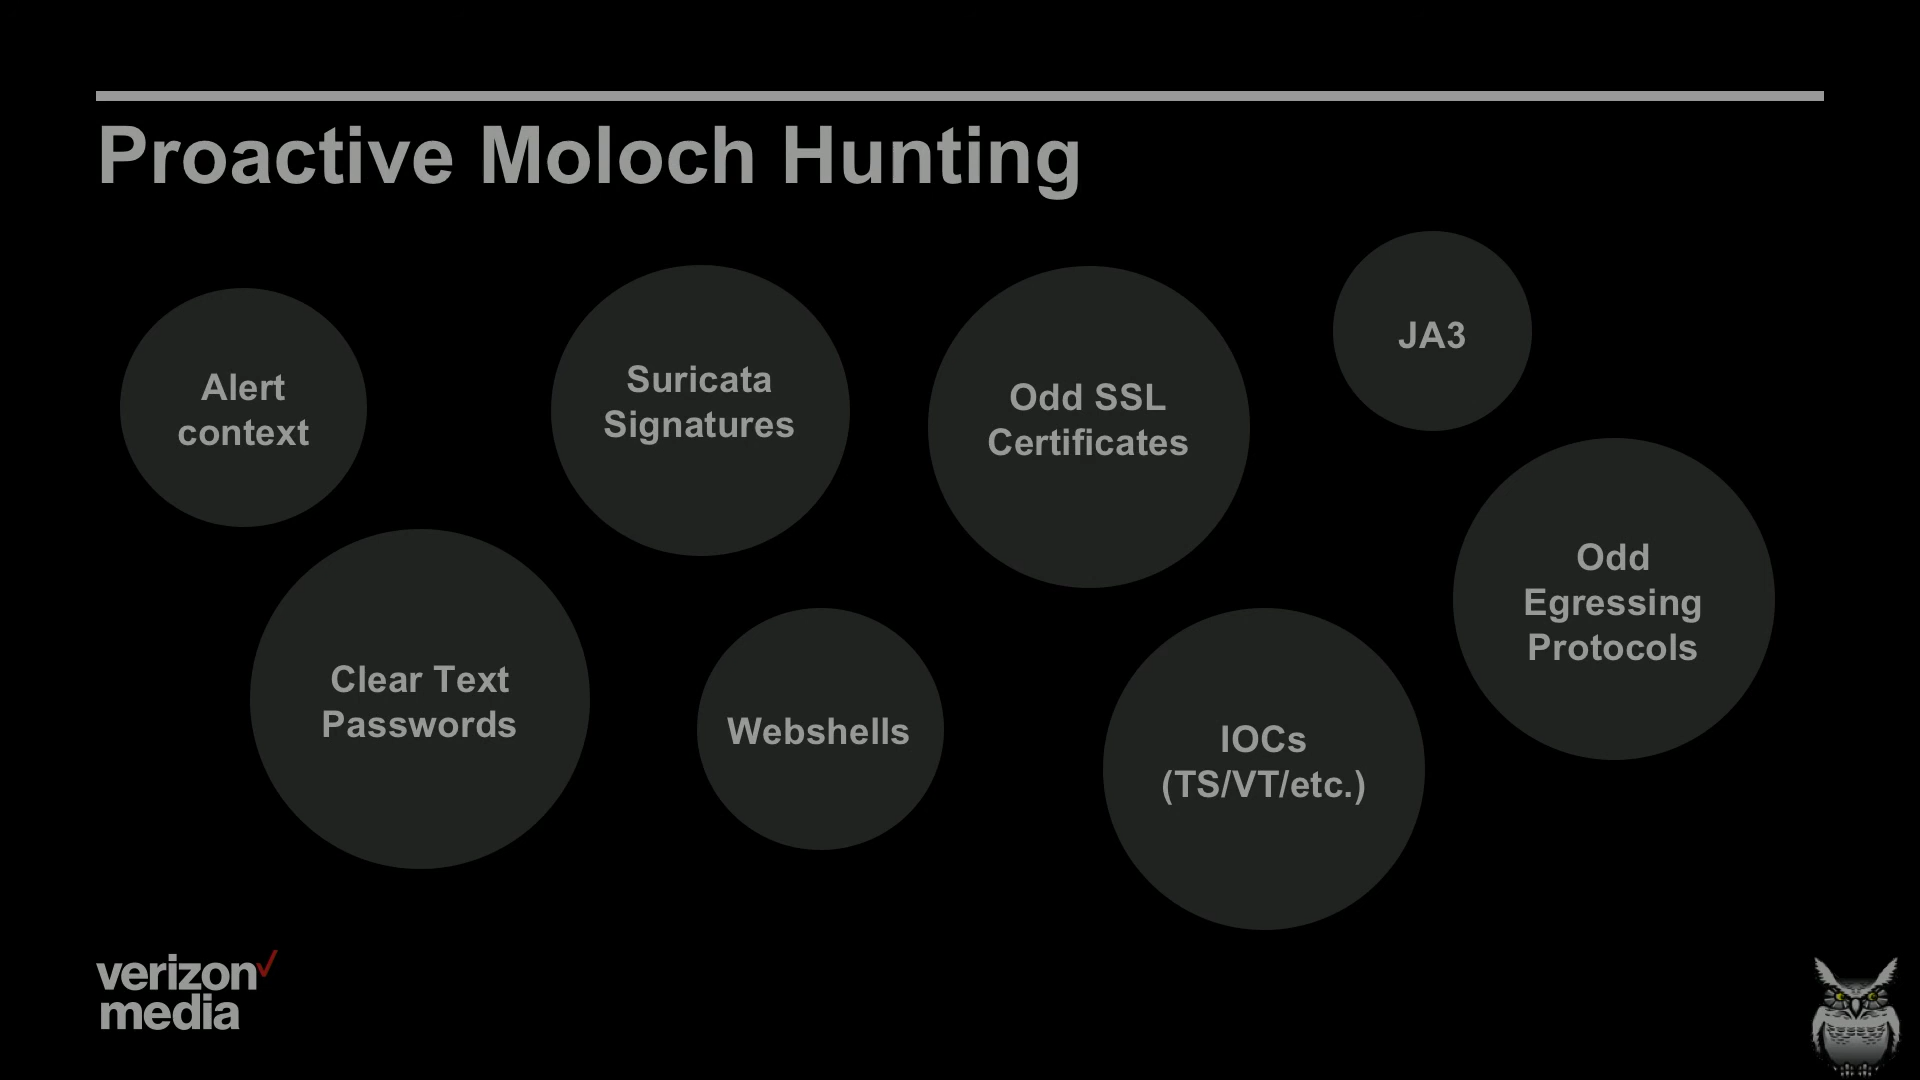 Proactive Moloch Hunting
Alert
context
Suricata
Signatures
Odd SSL
Certificates
JA3
Odd
Egressing
Protocols
Clear Text
Passwords
Webshells
IOCs
(TS/VT/etc.)
verizon
media